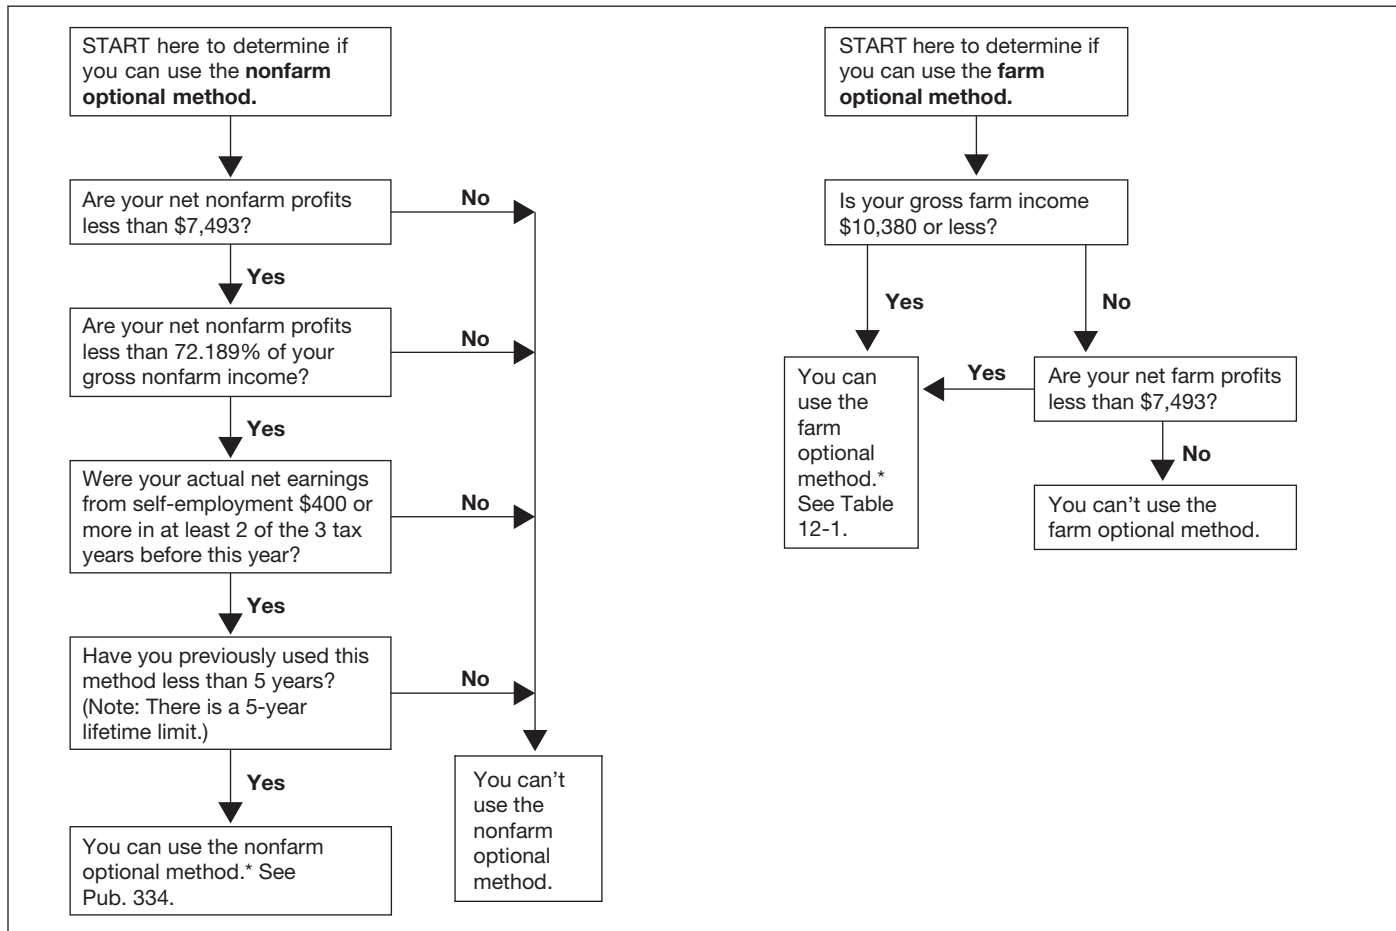 START here to determine if
you can use the nonfarm
optional method.
Are your net nonfarm profits
less than $7,493?
No
Yes
Are your net nonfarm profits
less than 72.189% of your
gross nonfarm income?
No
Yes
Were your actual net earnings
from self-employment $400 or
more in at least 2 of the 3 tax
years before this year?
No
Yes
Have you previously used this
method less than 5 years?
(Note: There is a 5-year
lifetime limit.)
No
Yes
You can use the nonfarm
optional method.* See
Pub. 334.
You can't
use the
nonfarm
optional
method.
START here to determine if
you can use the farm
optional method.
Is your gross farm income
$10,380 or less?
Yes
No
You can
use the
farm
optional
method.*
See Table
12-1.
Yes
Are your net farm profits
less than $7,493?
No
You can't use the
farm optional method.